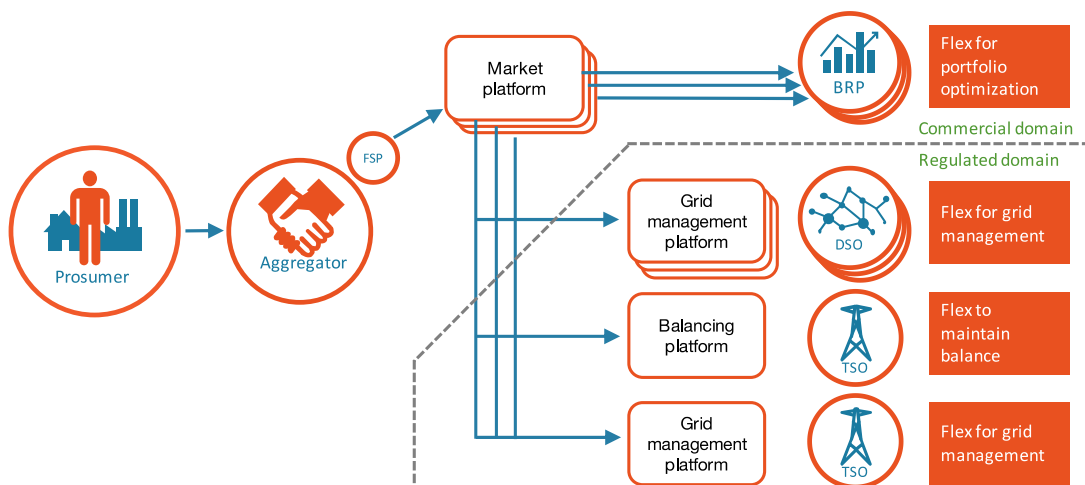 Prosumer
Aggregator
FSP
Market
platform
BRP
Flex for
portfolio
optimization
Commercial domain
Regulated domain
Grid
management
platform
DSO
Flex for grid
management
Balancing
platform
TSO
Flex to
maintain
balance
Grid
management
platform
TSO
Flex for grid
management